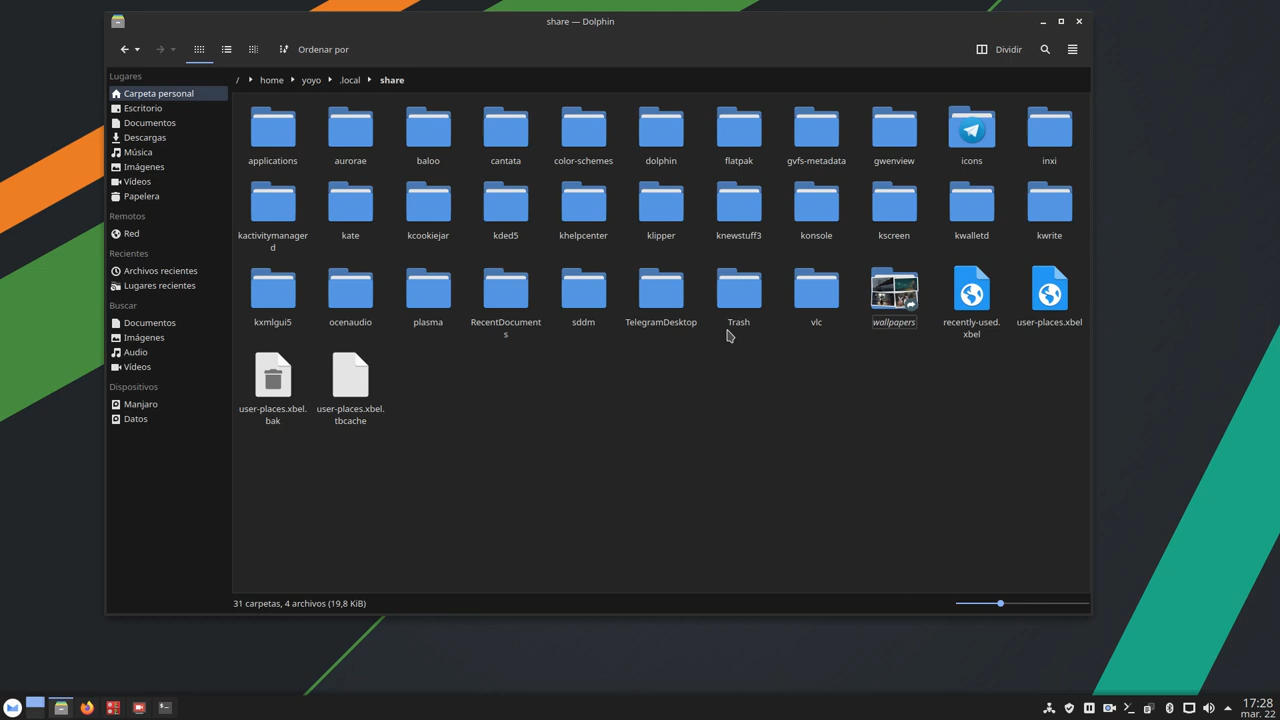 share — Dolphin
Ordenar por
Dividir
/ home yoyo .local share
Lugares
Carpeta personal
Escritorio
Documentos
Descargas
Música
Imágenes
Vídeos
Papelera
Remotos
Red
Recientes
Archivos recientes
Lugares recientes
Buscar
Documentos
Imágenes
Audio
Vídeos
Dispositivos
Manjaro
Datos
applications aurorae baloo cantata color-schemes dolphin flatpak gvfs-metadata gwenview icons inxi
kactivitymanager kate kcookiejar kded5 khelpcenter klipper knewstuff3 konsole kscreen kwalletd kwrite
d
kxmlgui5 ocenaudio plasma RecentDocument sddm TelegramDesktop Trash vlc wallpapers recently-used. user-places.xbel
s xbel
user-places.xbel. user-places.xbel.
bak tbcache
31 carpetas, 4 archivos (19,8 KiB)
17:28
mar. 22